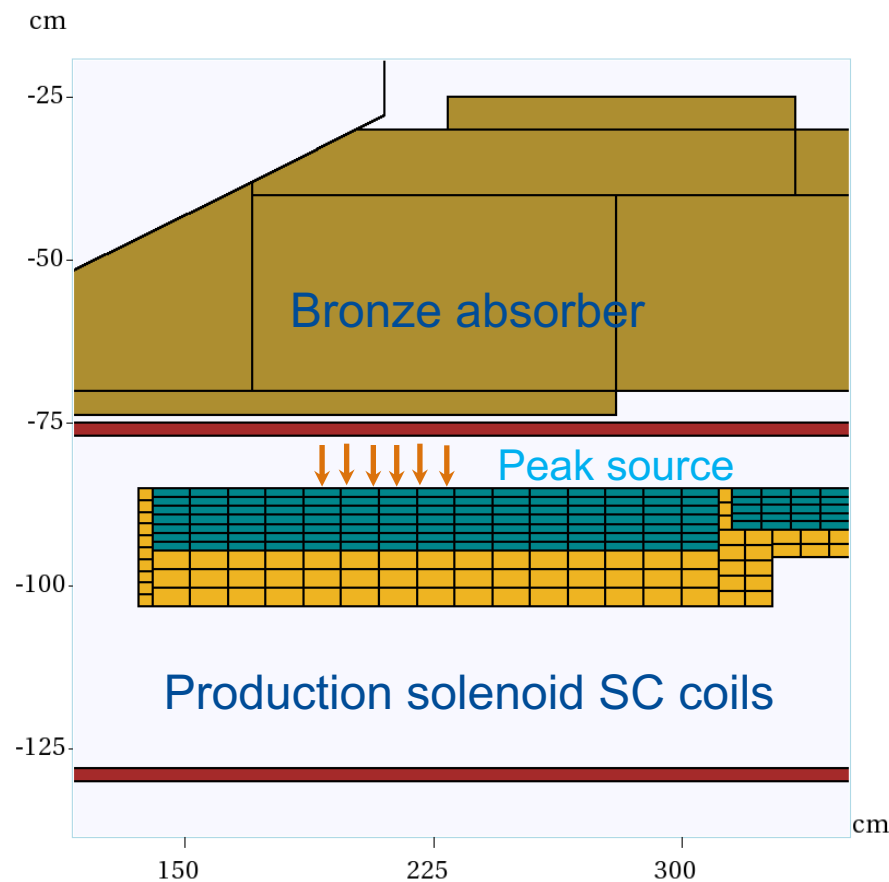 cm
-25
-50
Bronze absorber
-75
Peak source
-100
Production solenoid SC coils
-125
cm
150 225 300